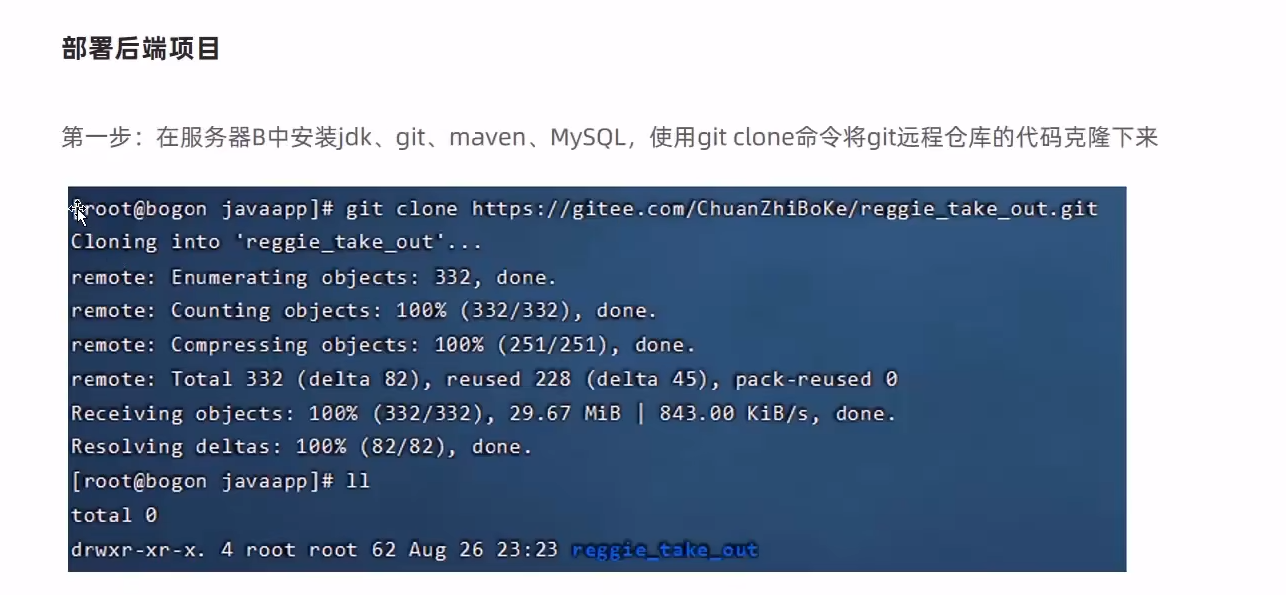 部署后端项目
第一步：在服务器B中安装jdk、git、maven、MySQL，使用git clone命令将git远程仓库的代码克隆下来
[root@bogon javaapp]# git clone https://gitee.com/ChuanZhiBoKe/reggie_take_out.git
Cloning into 'reggie_take_out'...
remote: Enumerating objects: 332, done.
remote: Counting objects: 100% (332/332), done.
remote: Compressing objects: 100% (251/251), done.
remote: Total 332 (delta 82), reused 228 (delta 45), pack-reused 0
Receiving objects: 100% (332/332), 29.67 MiB | 843.00 KiB/s, done.
Resolving deltas: 100% (82/82), done.
[root@bogon javaapp]# ll
total 0
drwxr-xr-x. 4 root root 62 Aug 26 23:23 reggie_take_out